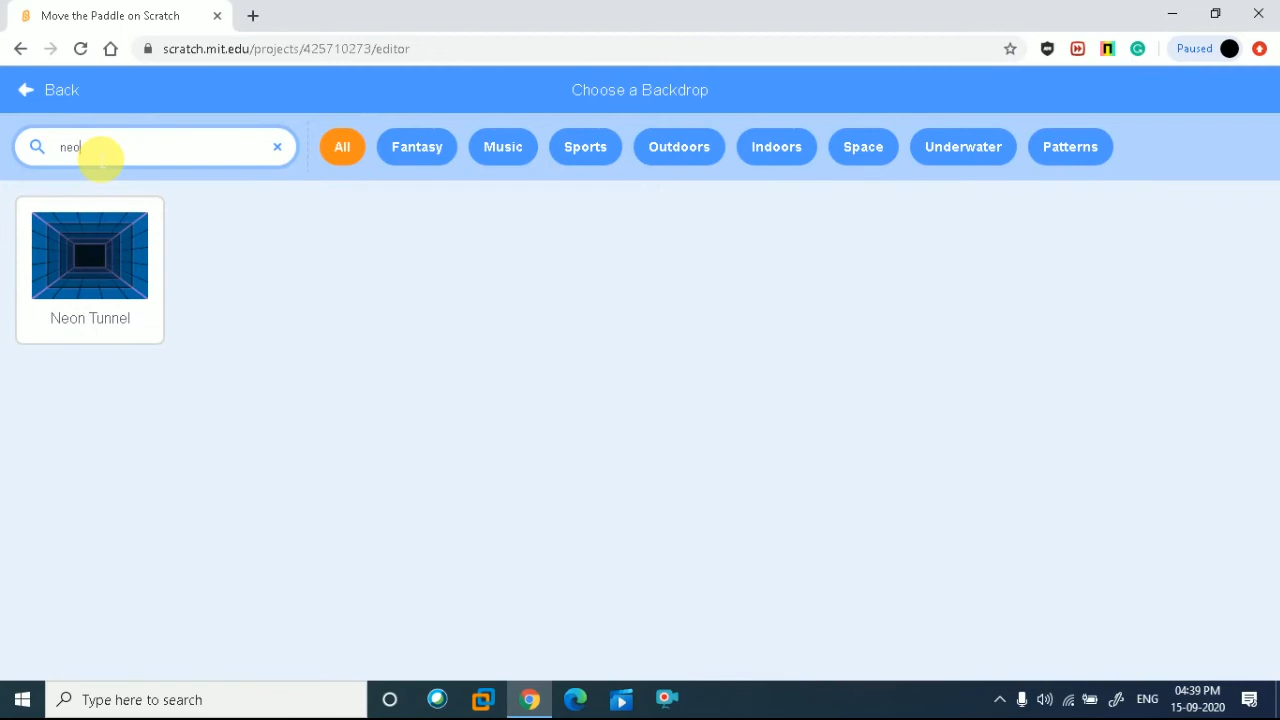 Move the Paddle on Scratch
scratch.mit.edu/projects/425710273/editor
Paused
Back
Choose a Backdrop
neo
All
Fantasy
Music
Sports
Outdoors
Indoors
Space
Underwater
Patterns
Neon Tunnel
Type here to search
ENG
04:39 PM
15-09-2020